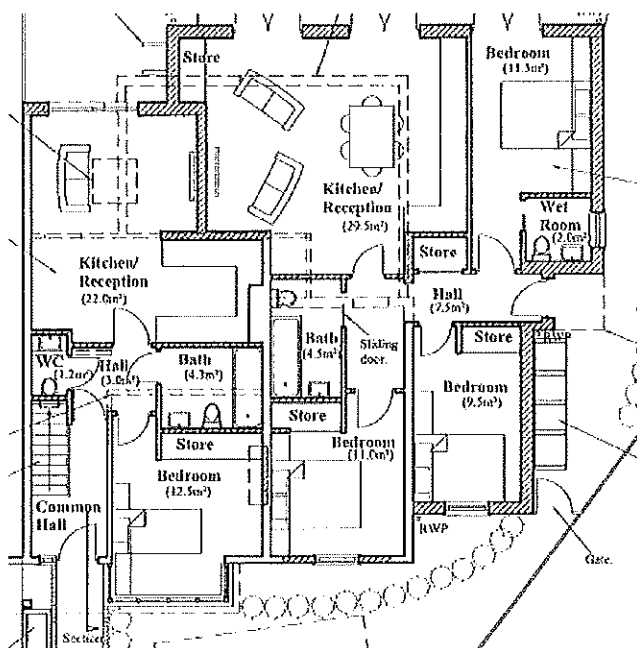 Store
Bedroom
(11.3m²)
Kitchen/
Reception
(29.5m²)
Wet
Room
(2.0m²)
Store
Kitchen/
Reception
(22.0m²)
Hall
(7.5m²)
WC
(1.2m²)
Hall
(3.0m²)
Bath
(4.3m²)
Bath
(4.5m²)
Sliding
door.
Store
RWP
Bedroom
(9.5m²)
Store
Store
Bedroom
(11.0m²)
Bedroom
(12.5m²)
Common
Hall
RWP
Gate.